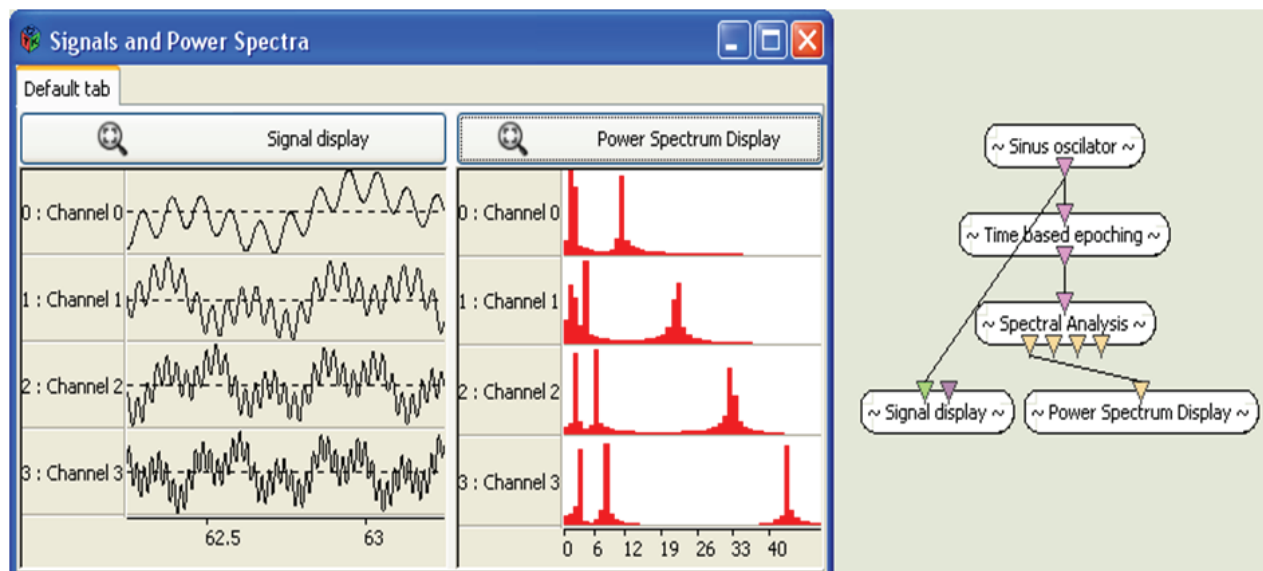 Signals and Power Spectra
Default tab
Signal display
Power Spectrum Display
0 : Channel 0
1 : Channel 1
2 : Channel 2
3 : Channel 3
62.5 63
0 : Channel 0
1 : Channel 1
2 : Channel 2
3 : Channel 3
0 6 12 19 26 33 40
~ Sinus oscilator ~
~ Time based epoching ~
~ Spectral Analysis ~
~ Signal display ~
~ Power Spectrum Display ~